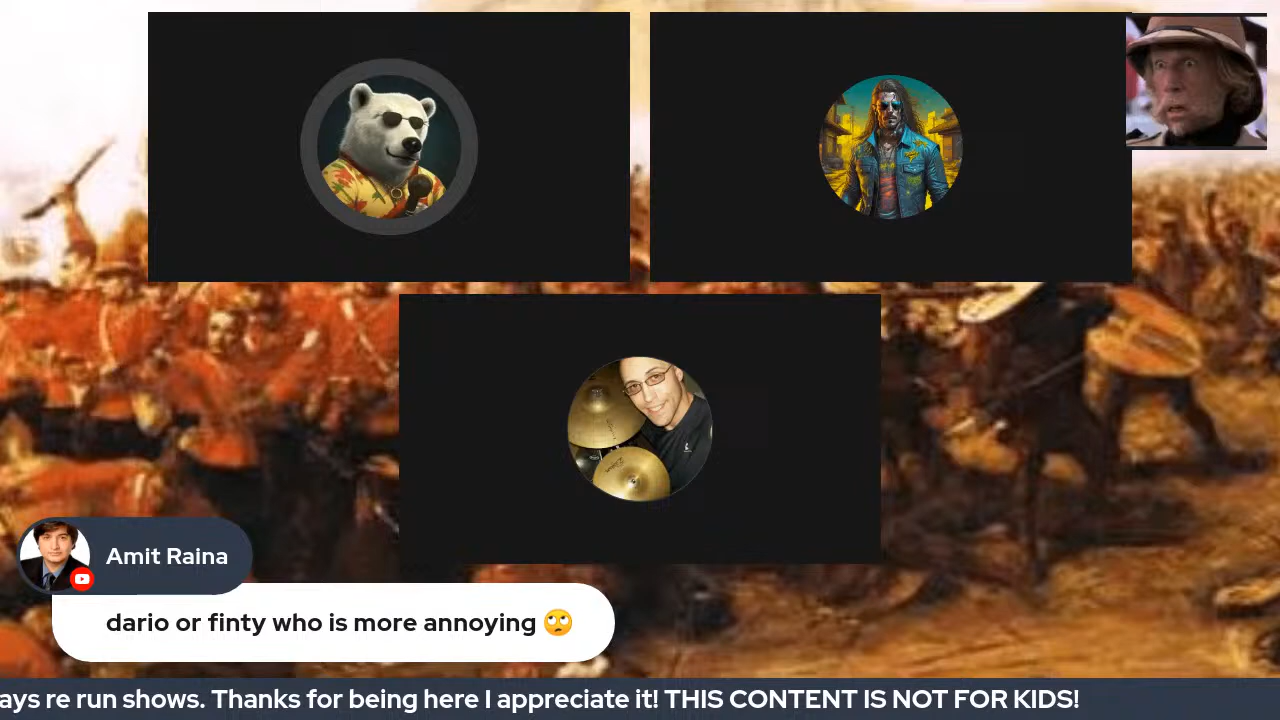 Amit Raina
dario or finty who is more annoying 🙄
ays re run shows. Thanks for being here I appreciate it! THIS CONTENT IS NOT FOR KIDS!